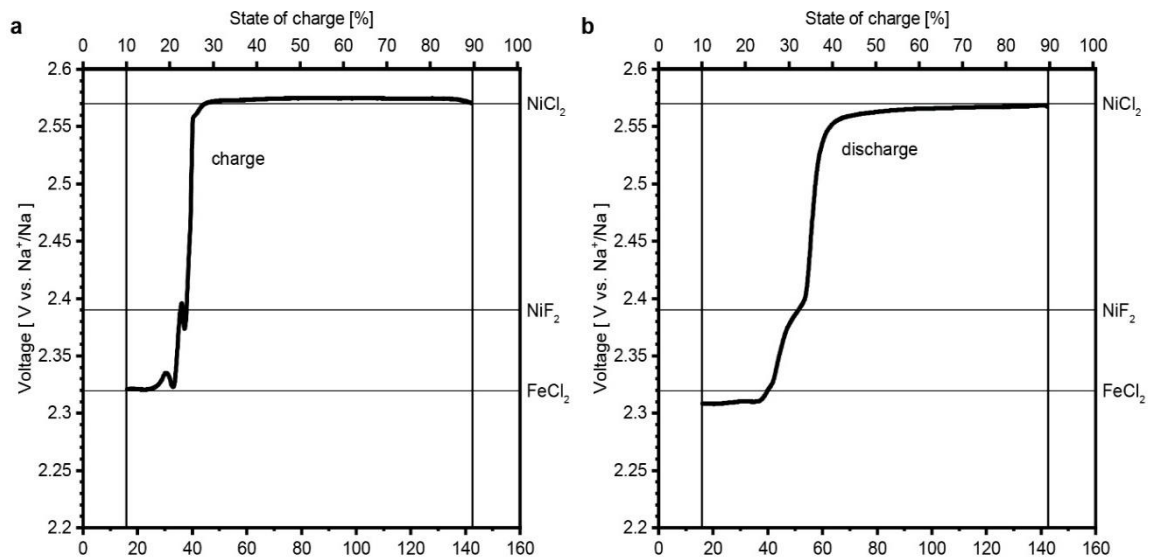 a
State of charge [%]
0 10 20 30 40 50 60 70 80 90 100
2.6
2.55
2.5
2.45
2.4
2.35
2.3
2.25
2.2
Voltage [ V vs. Na⁺/Na]
charge
NiCl₂
NiF₂
FeCl₂
0 20 40 60 80 100 120 140 160
b
State of charge [%]
0 10 20 30 40 50 60 70 80 90 100
2.6
2.55
2.5
2.45
2.4
2.35
2.3
2.25
2.2
Voltage [ V vs. Na⁺/Na]
discharge
NiCl₂
NiF₂
FeCl₂
0 20 40 60 80 100 120 140 160